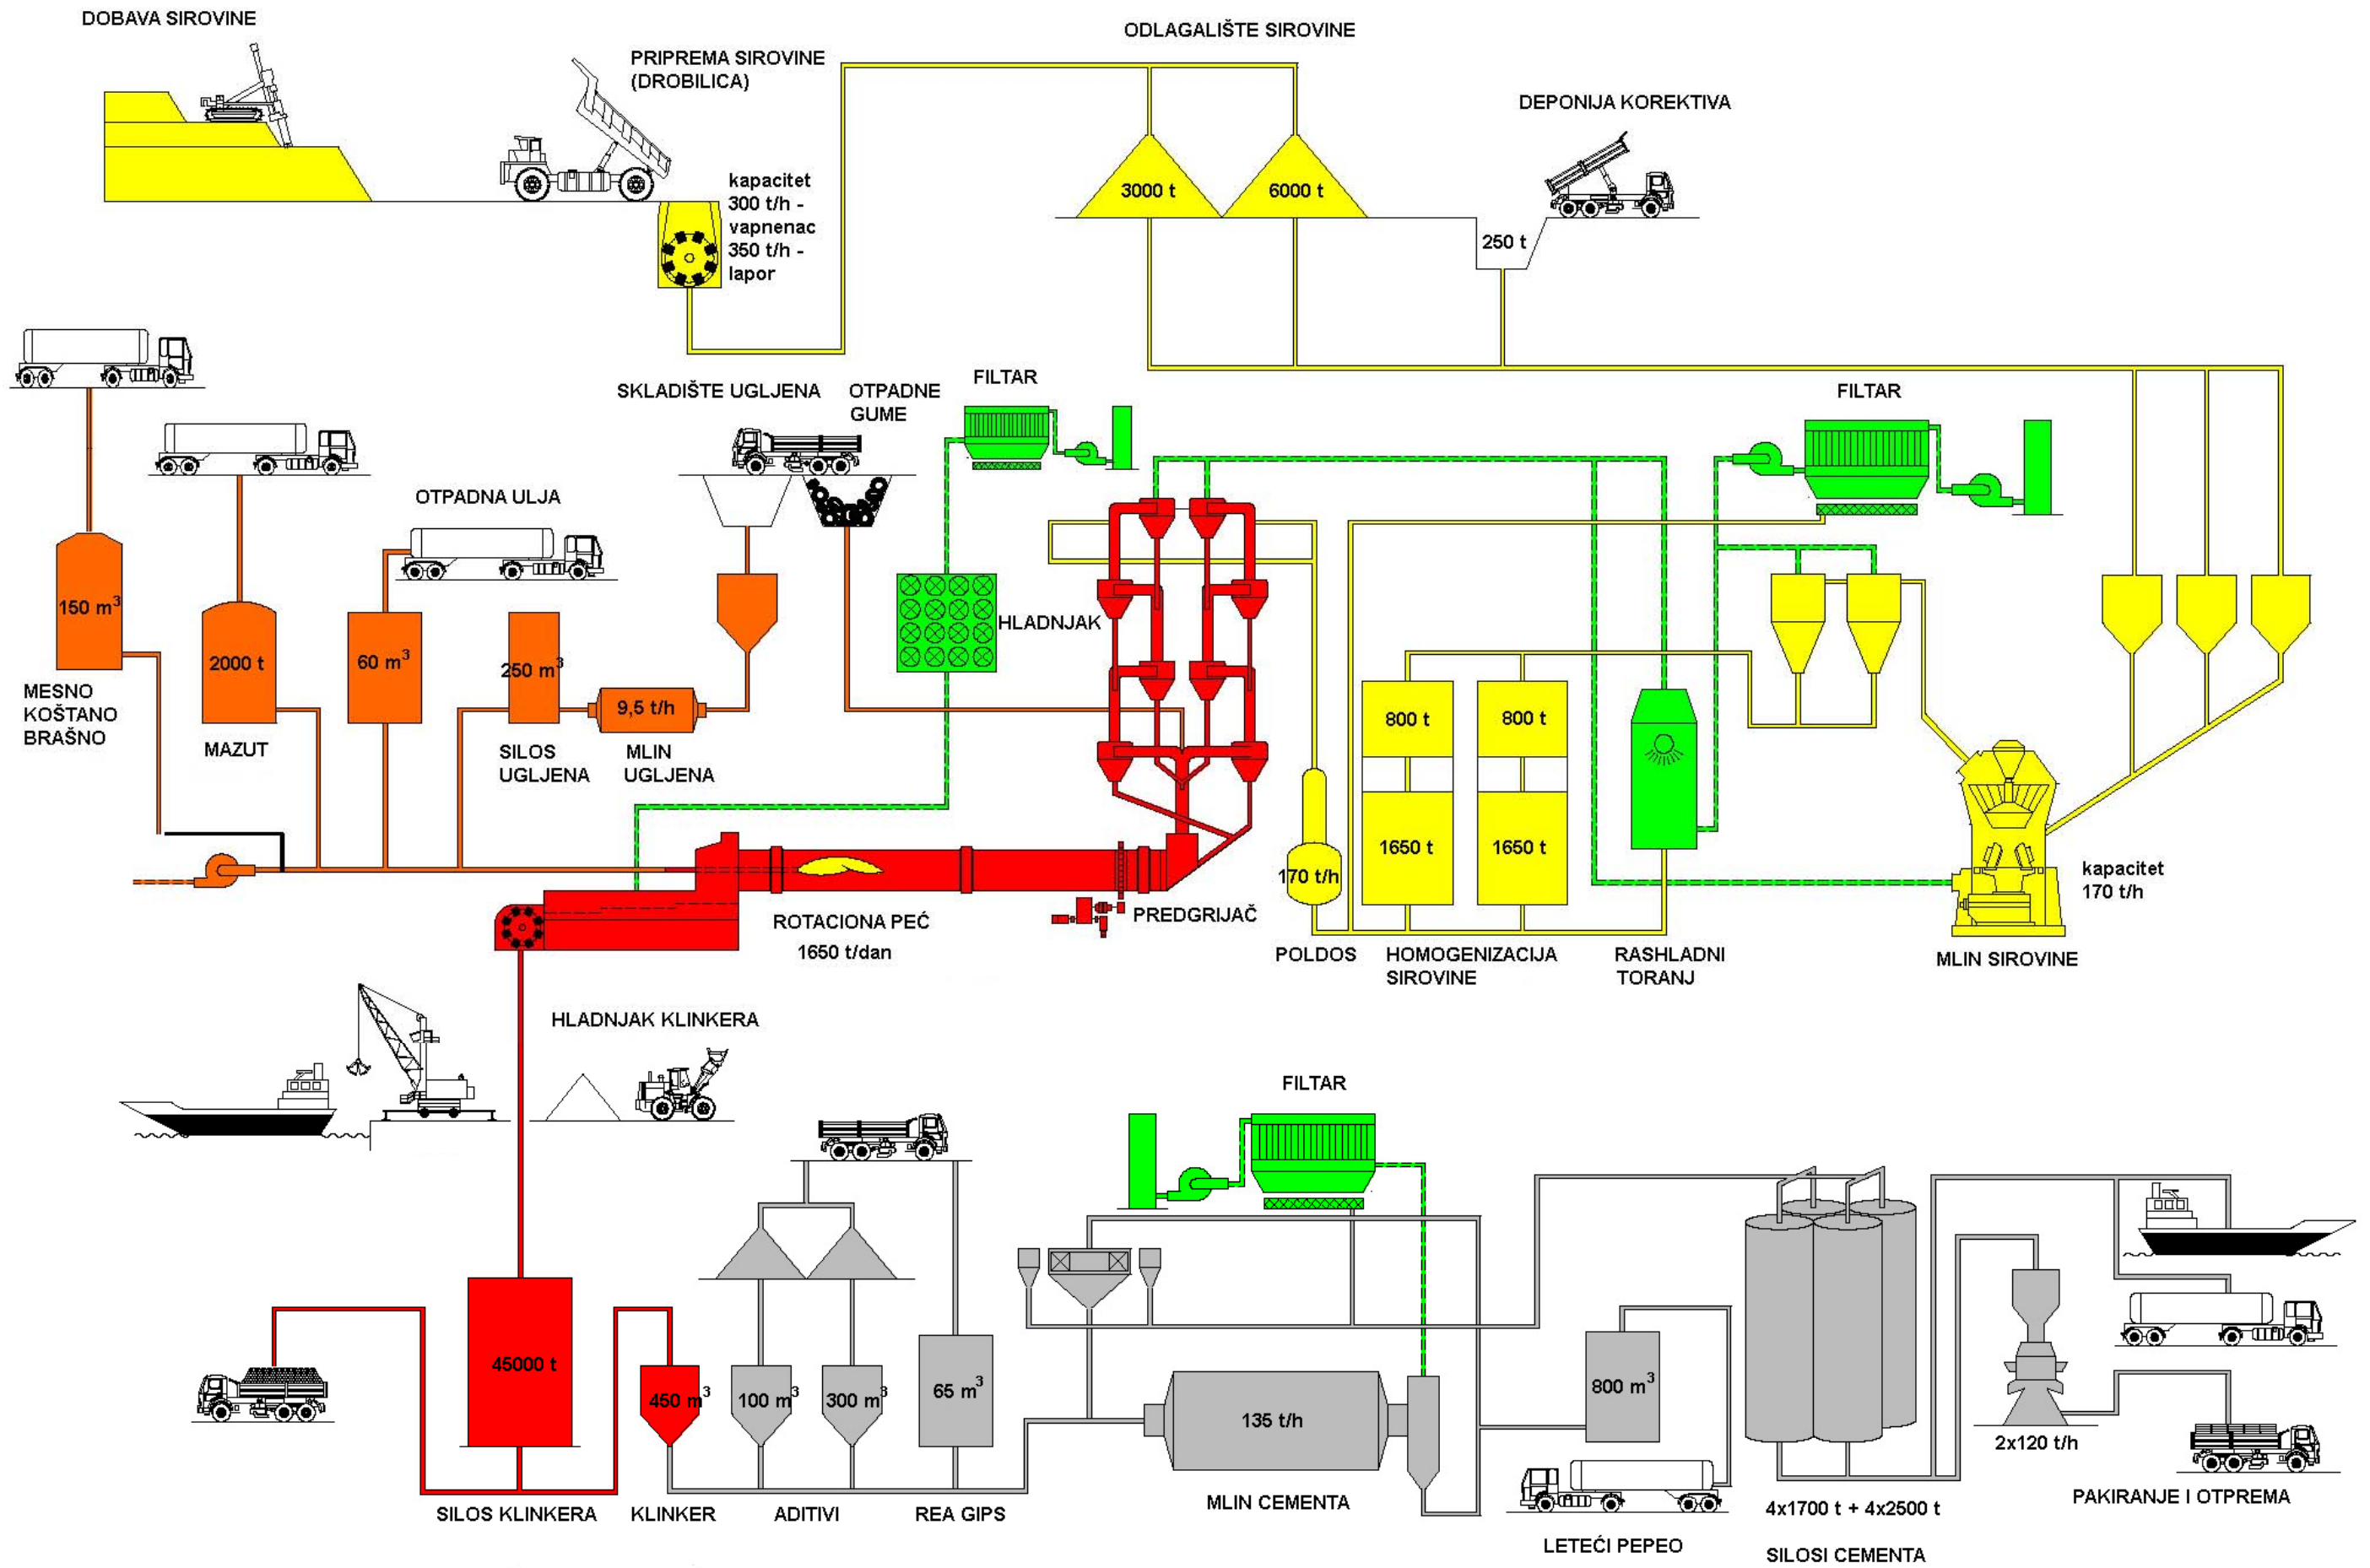 DOBAVA SIROVINE
PRIPREMA SIROVINE
(DROBILICA)
kapacitet
300 t/h -
vapnenac
350 t/h -
lapor
ODLAGALIŠTE SIROVINE
3000 t
6000 t
DEPONIJA KOREKTIVA
250 t
SKLADIŠTE UGLJENA
OTPADNE
GUME
FILTAR
FILTAR
OTPADNA ULJA
150 m³
2000 t
60 m³
250 m³
9,5 t/h
HLADNJAK
MESNO
KOŠTANO
BRAŠNO
MAZUT
SILOS
UGLJENA
MLIN
UGLJENA
800 t
800 t
1650 t
1650 t
170 t/h
kapacitet
170 t/h
ROTACIONA PEĆ
1650 t/dan
PREDGRIJAČ
POLDOS
HOMOGENIZACIJA
SIROVINE
RASHLADNI
TORANJ
MLIN SIROVINE
HLADNJAK KLINKERA
FILTAR
45000 t
450 m³
100 m³
300 m³
65 m³
135 t/h
800 m³
2x120 t/h
SILOS KLINKERA
KLINKER
ADITIVI
REA GIPS
MLIN CEMENTA
LETEĆI PEPEO
4x1700 t + 4x2500 t
SILOSI CEMENTA
PAKIRANJE I OTPREMA